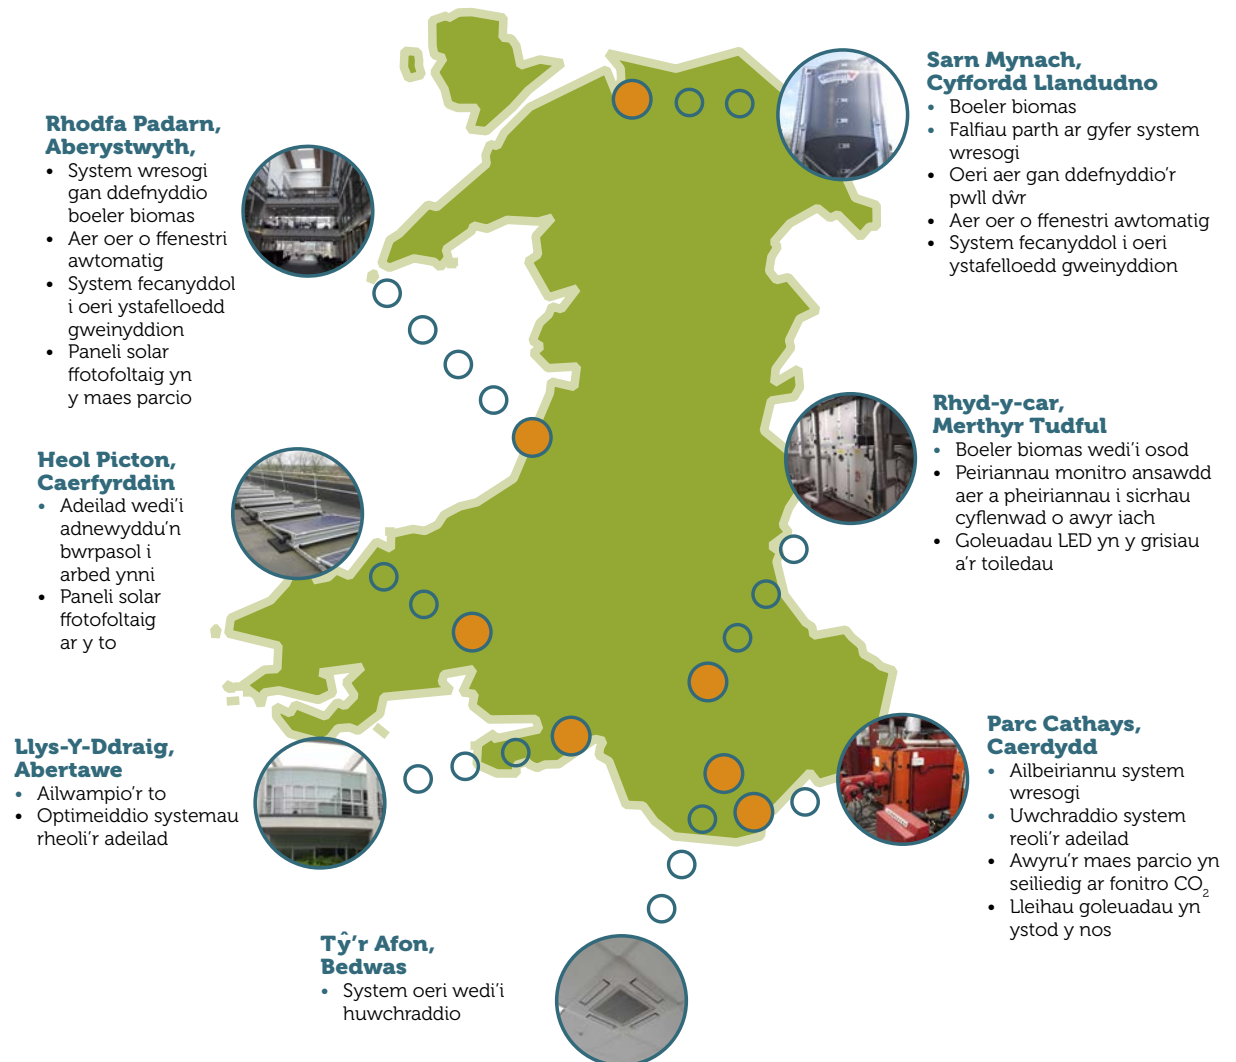 Sarn Mynach,
Cyffordd Llandudno
• Boeler biomas
• Falfiau parth ar gyfer system
wresogi
• Oeri aer gan ddefnyddio'r
pwll dŵr
• Aer oer o ffenestri awtomatig
• System fecanyddol i oeri
ystafelloedd gweinyddion
Rhodfa Padarn,
Aberystwyth,
• System wresogi
gan ddefnyddio
boeler biomas
• Aer oer o ffenestri
awtomatig
• System fecanyddol
i oeri ystafelloedd
gweinyddion
• Paneli solar
ffotofoltaig yn
y maes parcio
Rhyd-y-car,
Merthyr Tudful
• Boeler biomas wedi'i osod
• Peiriannau monitro ansawdd
aer a pheiriannau i sicrhau
cyflenwad o awyr iach
• Goleuadau LED yn y grisiau
a'r toiledau
Heol Picton,
Caerfyrddin
• Adeilad wedi'i
adnewyddu'n
bwrpasol i
arbed ynni
• Paneli solar
ffotofoltaig
ar y to
Llys-Y-Ddraig,
Abertawe
• Ailwampio'r to
• Optimeiddio systemau
rheoli'r adeilad
Parc Cathays,
Caerdydd
• Ailbeiriannu system
wresogi
• Uwchraddio system
reoli'r adeilad
• Awyru'r maes parcio yn
seiliedig ar fonitro CO₂
• Lleihau goleuadau yn
ystod y nos
Tŷ'r Afon,
Bedwas
• System oeri wedi'i
huwchraddio